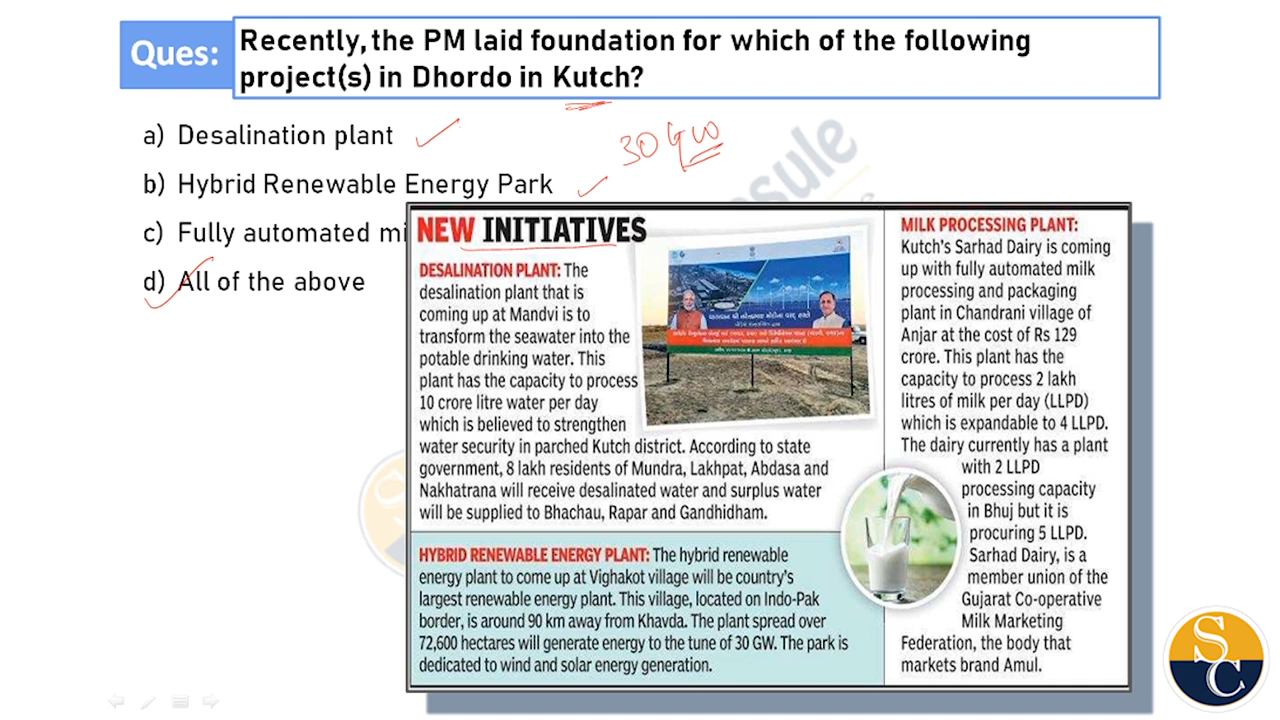 Ques:
Recently, the PM laid foundation for which of the following
project(s) in Dhordo in Kutch?
a) Desalination plant
30 GW
b) Hybrid Renewable Energy Park
c) Fully automated mi
d) All of the above
NEW INITIATIVES
DESALINATION PLANT: The
desalination plant that is
coming up at Mandvi is to
transform the seawater into the
potable drinking water. This
plant has the capacity to process
10 crore litre water per day
which is believed to strengthen
water security in parched Kutch district. According to state
government, 8 lakh residents of Mundra, Lakhpat, Abdasa and
Nakhatrana will receive desalinated water and surplus water
will be supplied to Bhachau, Rapar and Gandhidham.
HYBRID RENEWABLE ENERGY PLANT: The hybrid renewable
energy plant to come up at Vighakot village will be country's
largest renewable energy plant. This village, located on Indo-Pak
border, is around 90 km away from Khavda. The plant spread over
72,600 hectares will generate energy to the tune of 30 GW. The park is
dedicated to wind and solar energy generation.
MILK PROCESSING PLANT:
Kutch's Sarhad Dairy is coming
up with fully automated milk
processing and packaging
plant in Chandrani village of
Anjar at the cost of Rs 129
crore. This plant has the
capacity to process 2 lakh
litres of milk per day (LLPD)
which is expandable to 4 LLPD.
The dairy currently has a plant
with 2 LLPD
processing capacity
in Bhuj but it is
procuring 5 LLPD.
Sarhad Dairy, is a
member union of the
Gujarat Co-operative
Milk Marketing
Federation, the body that
markets brand Amul.
SC